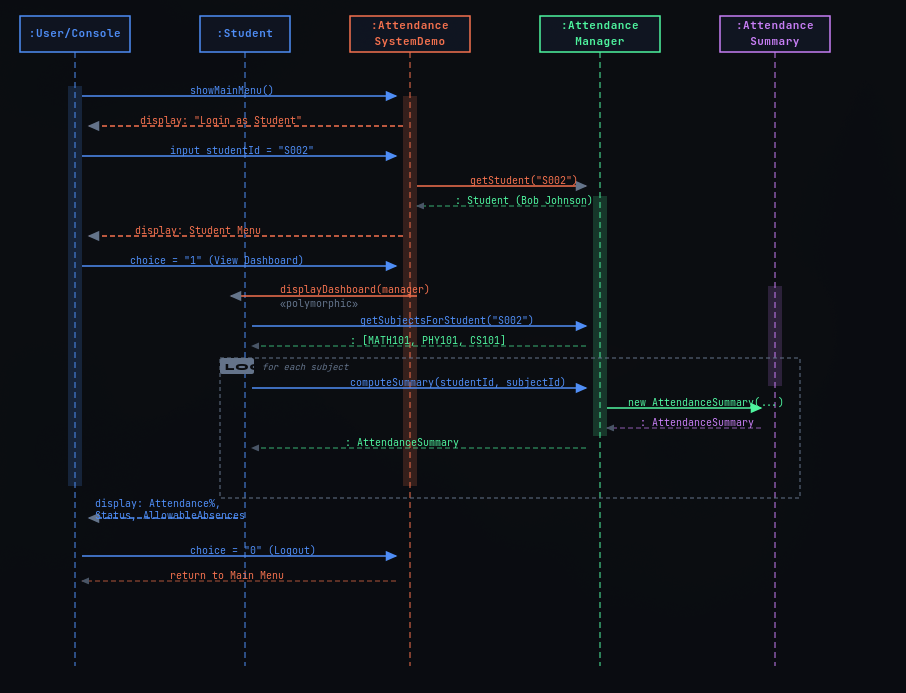 :User/Console
:Student
:Attendance
SystemDemo
:Attendance
Manager
:Attendance
Summary
showMainMenu()
display: "Login as Student"
input studentId = "S002"
getStudent("S002")
: Student (Bob Johnson)
display: Student Menu
choice = "1" (View Dashboard)
displayDashboard(manager)
«polymorphic»
getSubjectsForStudent("S002")
: [MATH101, PHY101, CS101]
for each subject
computeSummary(studentId, subjectId)
new AttendanceSummary(...)
: AttendanceSummary
: AttendanceSummary
display: Attendance%,
Status, AllowableAbsences
choice = "0" (Logout)
return to Main Menu